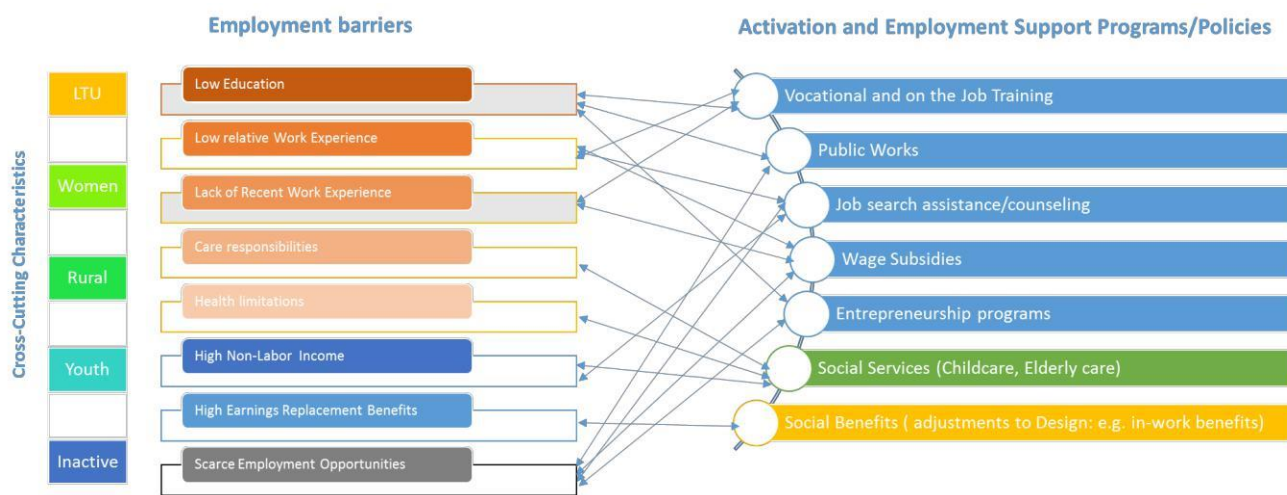 Employment barriers
Activation and Employment Support Programs/Policies
Cross-Cutting Characteristics
LTU
Women
Rural
Youth
Inactive
Low Education
Low relative Work Experience
Lack of Recent Work Experience
Care responsibilities
Health limitations
High Non-Labor Income
High Earnings Replacement Benefits
Scarce Employment Opportunities
Vocational and on the Job Training
Public Works
Job search assistance/counseling
Wage Subsidies
Entrepreneurship programs
Social Services (Childcare, Elderly care)
Social Benefits ( adjustments to Design: e.g. in-work benefits)